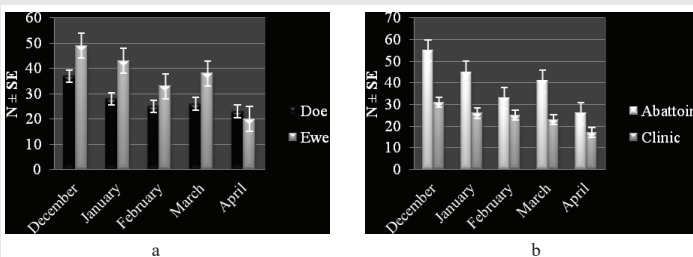 60
50
40
30
20
10
0
N ± SE
December
January
February
March
April
Doe
Ewe
a
70
60
50
40
30
20
10
0
N ± SE
December
January
February
March
April
Abattoir
Clinic
b